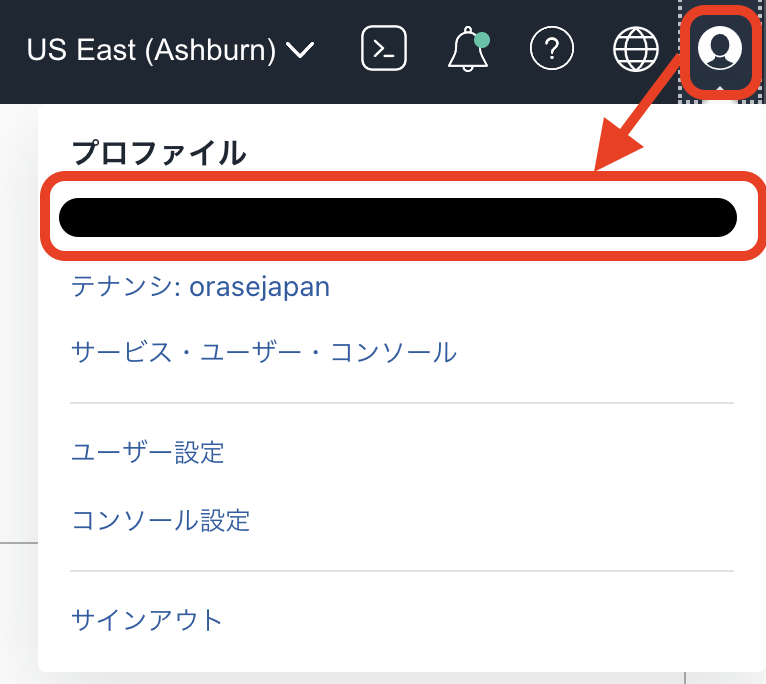 US East (Ashburn)
プロファイル
テナンシ: orasejapan
サービス・ユーザー・コンソール
ユーザー設定
コンソール設定
サインアウト